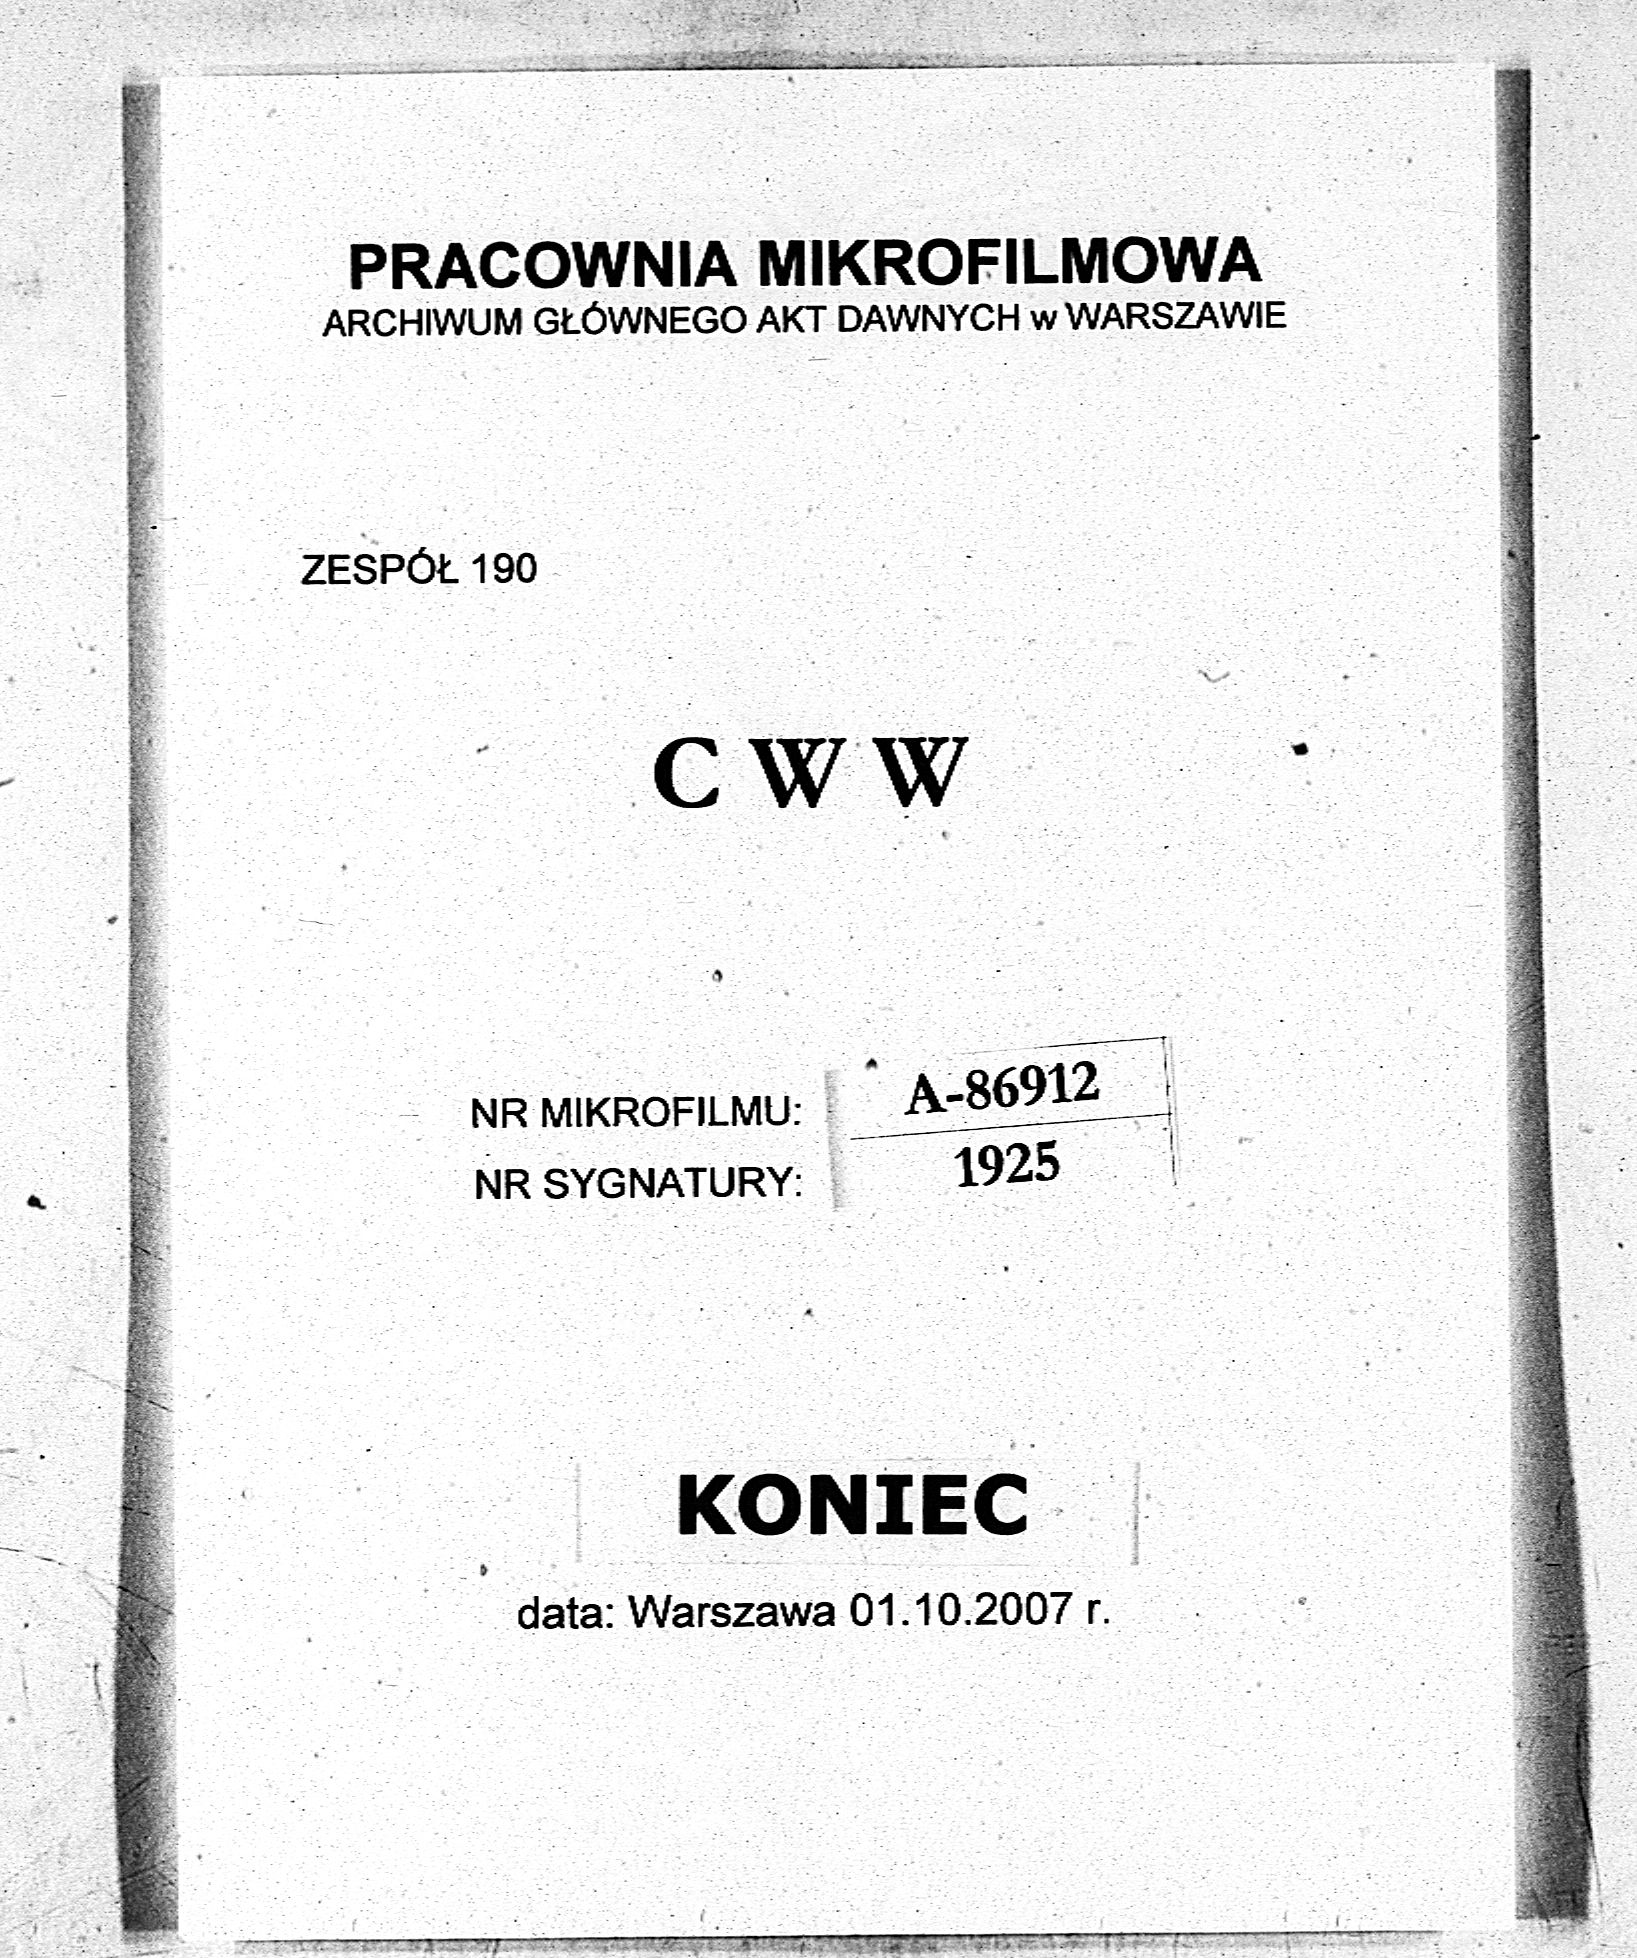 PRACOWNIA MIKROFILMOWA
ARCHIWUM GŁÓWNEGO AKT DAWNYCH w WARSZAWIE
ZESPÓŁ 190
C W W
NR MIKROFILMU: A-86912
NR SYGNATURY: 1925
KONIEC
data: Warszawa 01.10.2007 r.